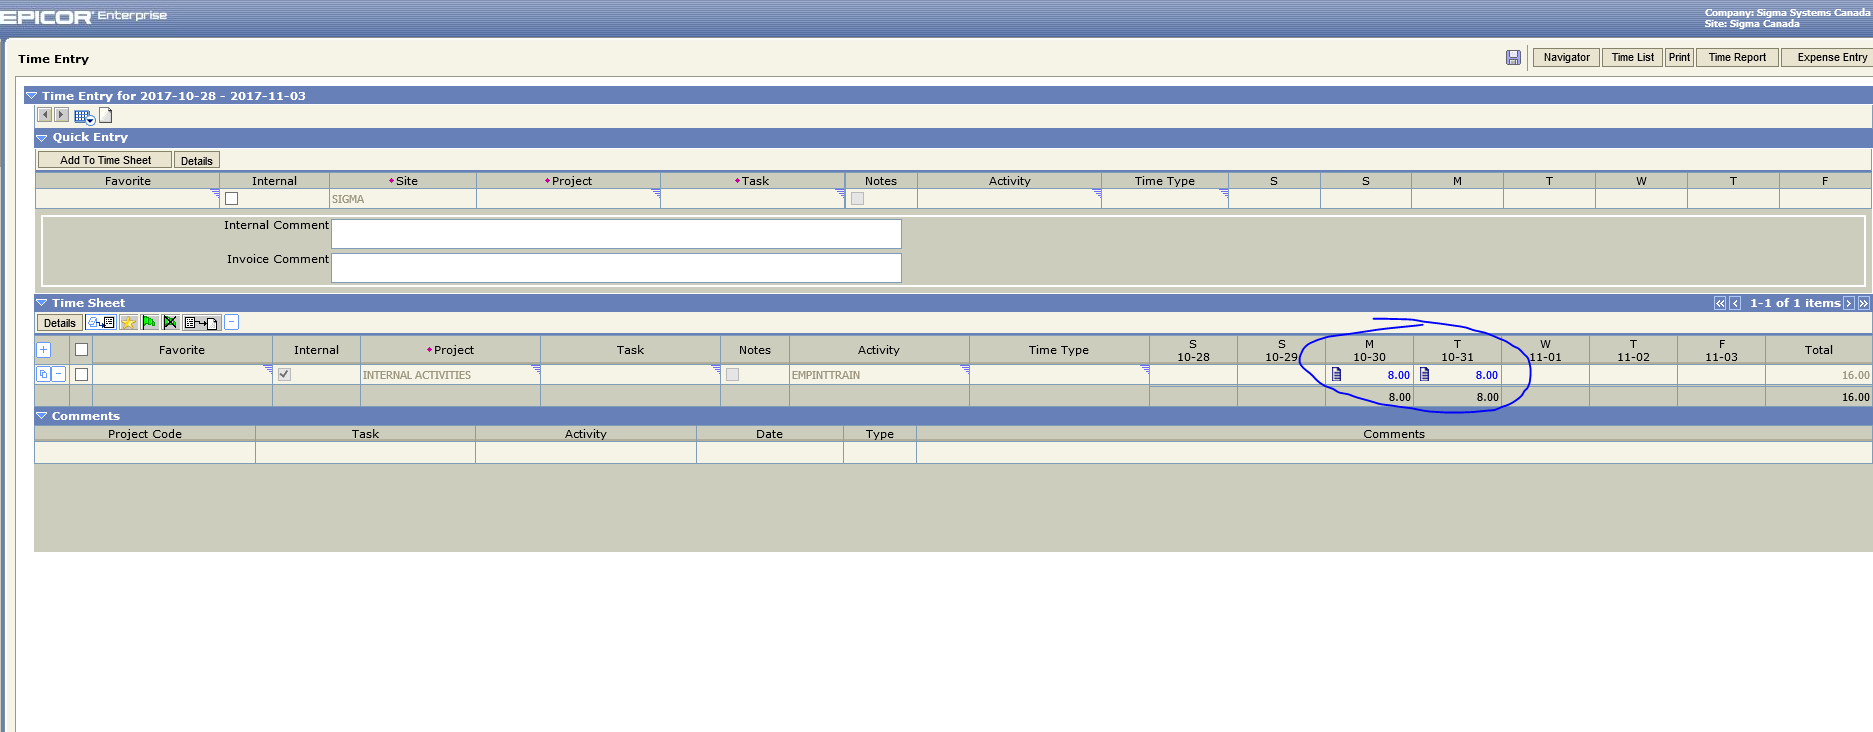 EPICOR Enterprise
Company: Sigma Systems Canada
Site: Sigma Canada
Time Entry
Navigator Time List Print Time Report Expense Entry
Time Entry for 2017-10-28 - 2017-11-03
Quick Entry
Add To Time Sheet Details
Favorite Internal Site Project Task Notes Activity Time Type S S M T W T F
SIGMA
Internal Comment
Invoice Comment
Time Sheet 1-1 of 1 items
Details
Favorite Internal Project Task Notes Activity Time Type S S M T W T F Total
10-28 10-29 10-30 10-31 11-01 11-02 11-03
INTERNAL ACTIVITIES EMPINTTRAIN 8.00 8.00 16.00
8.00 8.00 16.00
Comments
Project Code Task Activity Date Type Comments